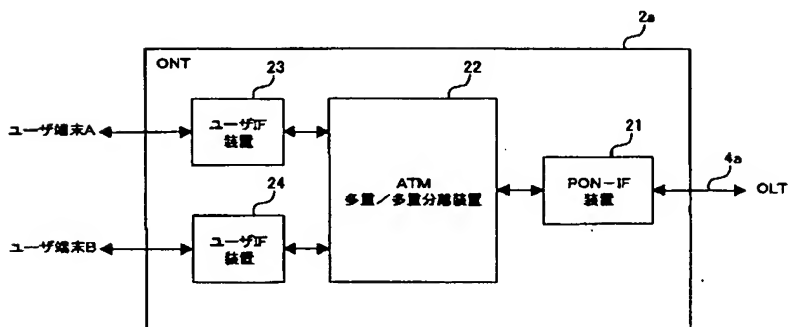 2a
ONT
23
22
ユーザ端末A
ユーザIF
装置
21
4a
ATM
多重／多重分離装置
PON-IF
装置
OLT
24
ユーザ端末B
ユーザIF
装置